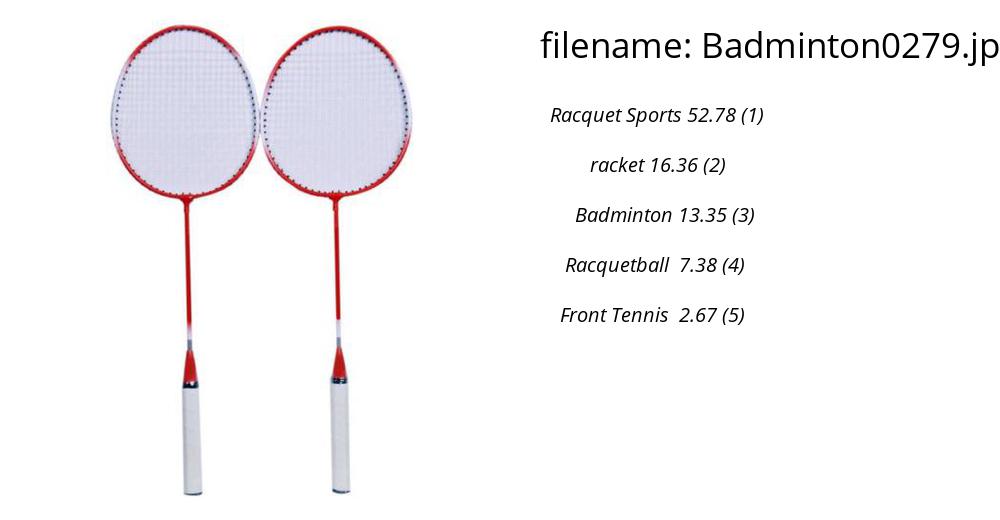 filename: Badminton0279.jp
Racquet Sports 52.78 (1)
racket 16.36 (2)
Badminton 13.35 (3)
Racquetball  7.38 (4)
Front Tennis  2.67 (5)